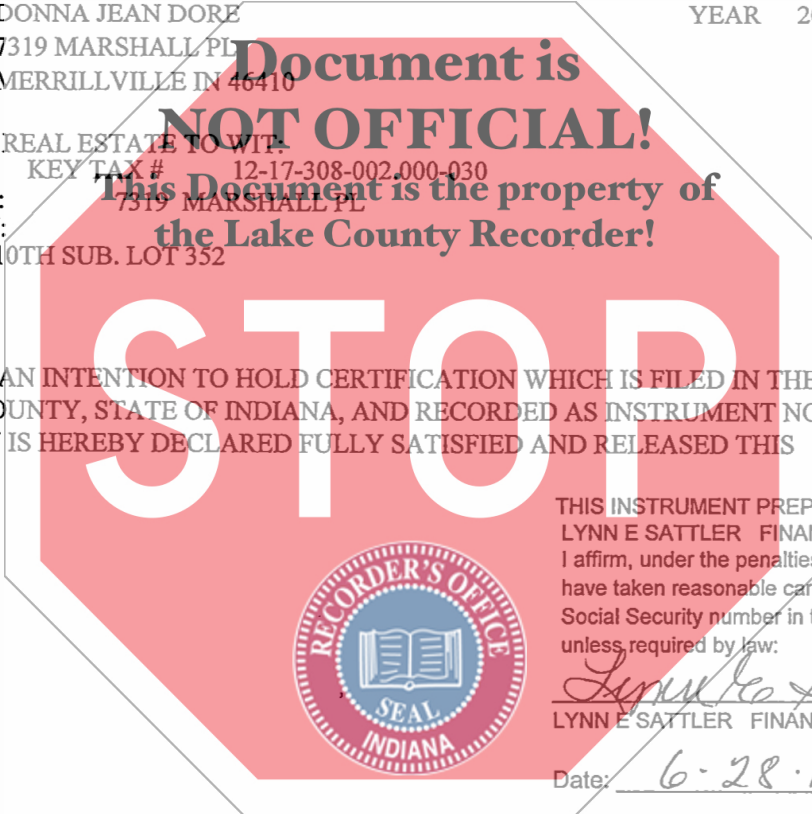 DONNA JEAN DORE
YEAR 20
7319 MARSHALL PL
MERRILLVILLE IN 46410
Document is
NOT OFFICIAL!
This Document is the property of
the Lake County Recorder!
REAL ESTATE TO WIT:
KEY TAX # 12-17-308-002.000-030
: 7319 MARSHALL PL
:
0TH SUB. LOT 352
STOP
AN INTENTION TO HOLD CERTIFICATION WHICH IS FILED IN THE
OUNTY, STATE OF INDIANA, AND RECORDED AS INSTRUMENT NO
IS HEREBY DECLARED FULLY SATISFIED AND RELEASED THIS
THIS INSTRUMENT PREP
LYNN E SATTLER FINAN
I affirm, under the penalties
have taken reasonable car
Social Security number in t
unless required by law:
Lynn E S
LYNN E SATTLER FINAN
Date: 6-28-
RECORDER'S OFFICE
SEAL
INDIANA